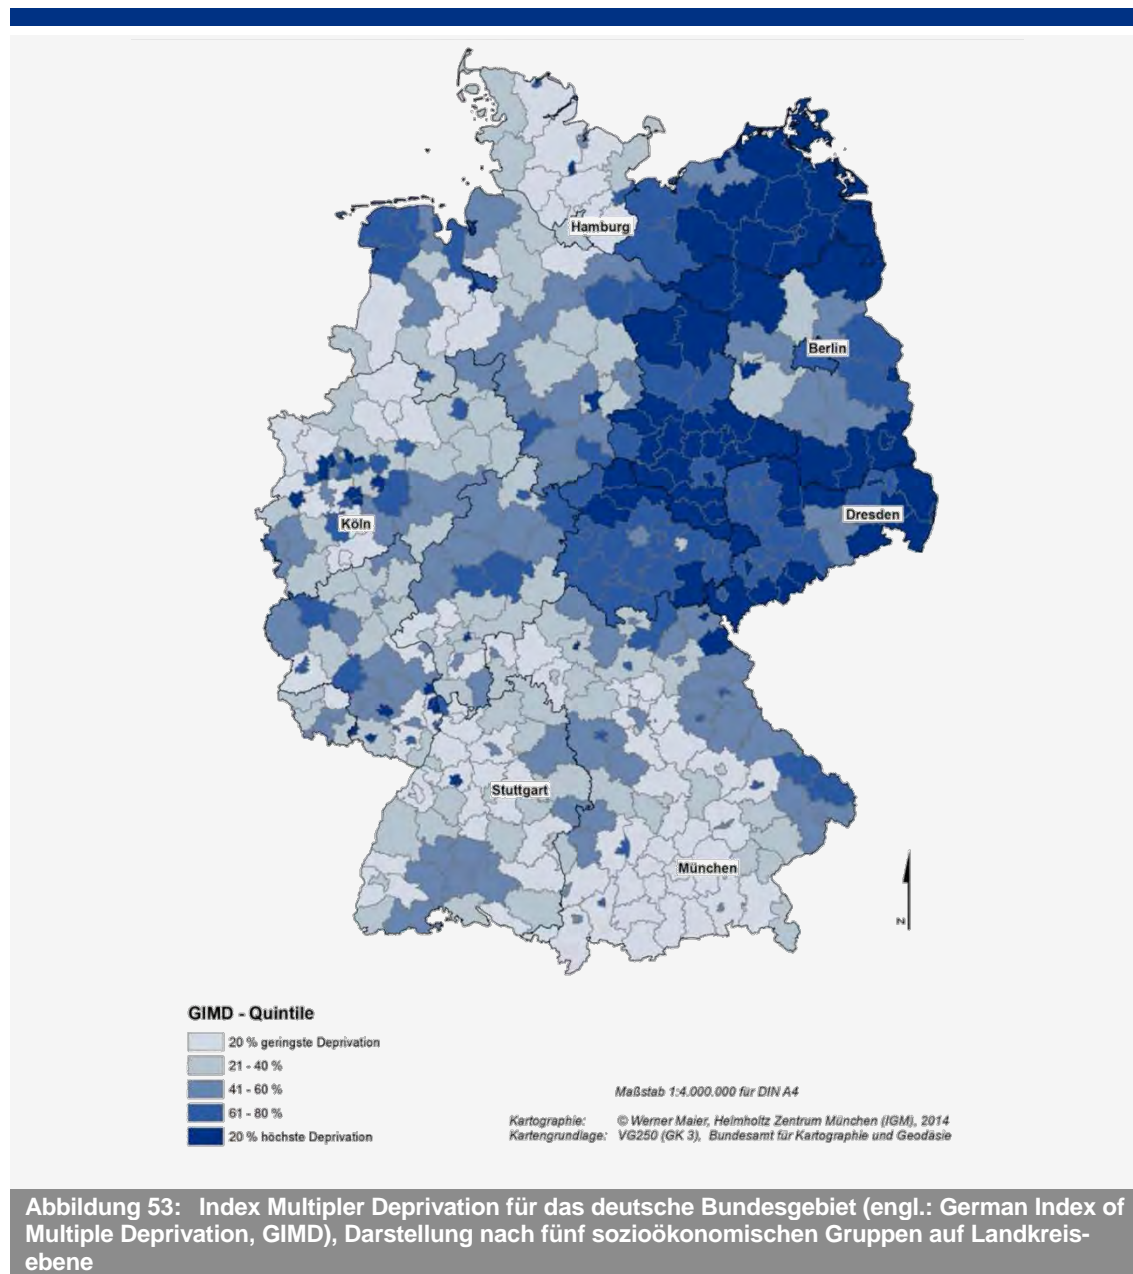 Hamburg
Berlin
Dresden
Köln
Stuttgart
München
N
GIMD - Quintile
20 % geringste Deprivation
21 - 40 %
41 - 60 %
61 - 80 %
20 % höchste Deprivation
Maßstab 1:4.000.000 für DIN A4
Kartographie: © Werner Maier, Helmholtz Zentrum München (IGM), 2014
Kartengrundlage: VG250 (GK 3), Bundesamt für Kartographie und Geodäsie
Abbildung 53: Index Multipler Deprivation für das deutsche Bundesgebiet (engl.: German Index of
Multiple Deprivation, GIMD), Darstellung nach fünf sozioökonomischen Gruppen auf Landkreis-
ebene